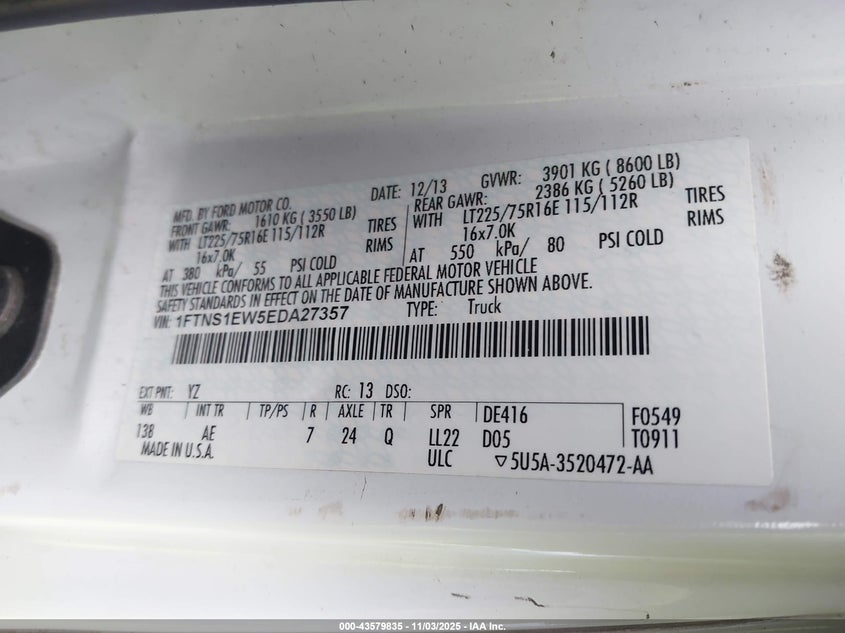 MFD. BY FORD MOTOR CO. DATE: 12/13 GVWR: 3901 KG ( 8600 LB)
FRONT GAWR: 1610 KG ( 3550 LB) REAR GAWR: 2386 KG ( 5260 LB)
WITH LT225/75R16E 115/112R TIRES WITH LT225/75R16E 115/112R TIRES
16x7.0K RIMS 16x7.0K RIMS
AT 380 kPa/ 55 PSI COLD AT 550 kPa/ 80 PSI COLD
THIS VEHICLE CONFORMS TO ALL APPLICABLE FEDERAL MOTOR VEHICLE
SAFETY STANDARDS IN EFFECT ON THE DATE OF MANUFACTURE SHOWN ABOVE.
VIN: 1FTNS1EW5EDA27357 TYPE: Truck
EXT PNT: YZ RC: 13 DSO:
WB INT TR TP/PS R AXLE TR SPR DE416 F0549
138 AE 7 24 Q LL22 D05 T0911
MADE IN U.S.A. ULC ▽5U5A-3520472-AA
000-43579835 - 11/03/2025 - IAA Inc.